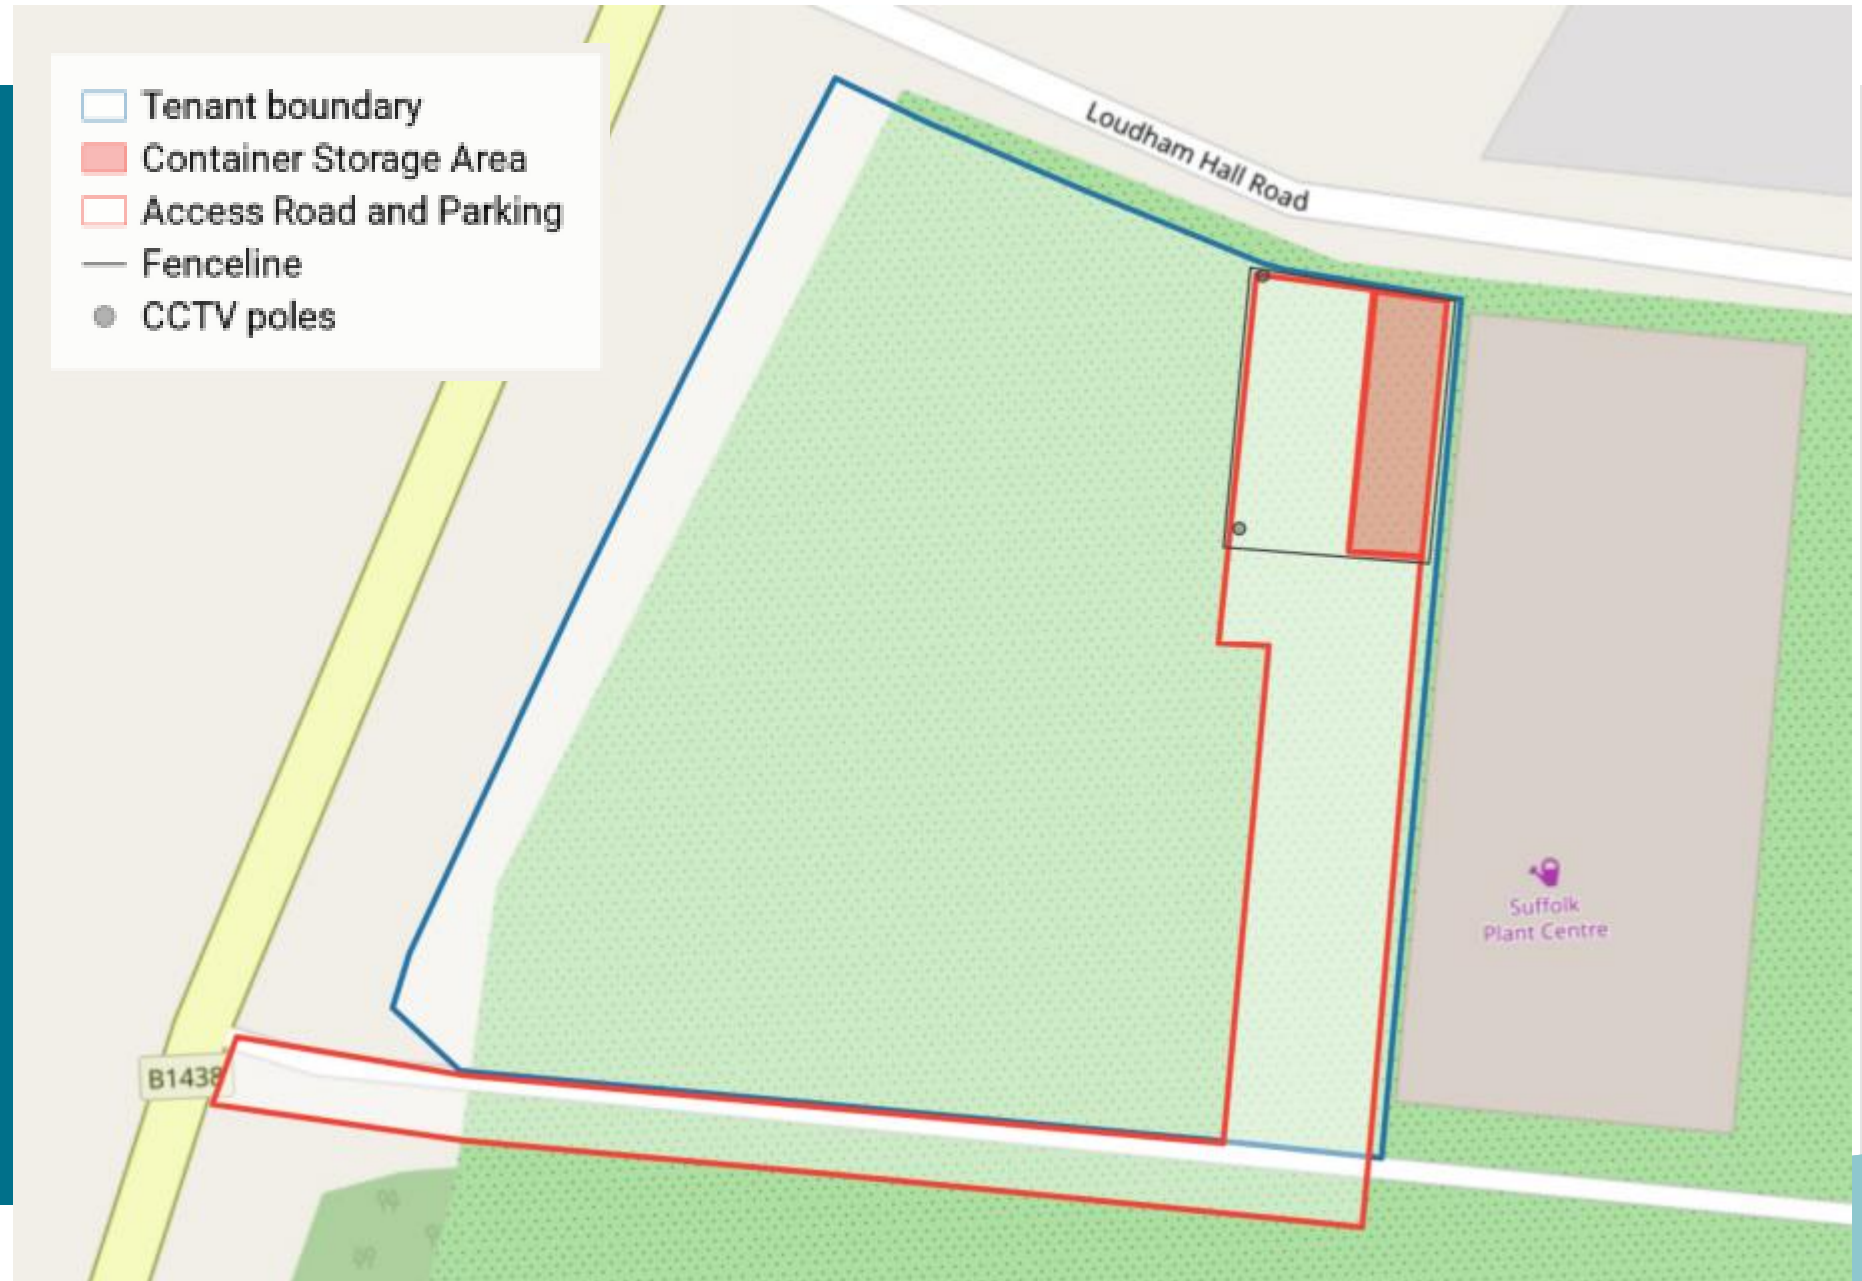 Tenant boundary
Container Storage Area
Access Road and Parking
Fenceline
CCTV poles
Loudham Hall Road
Suffolk
Plant Centre
B1438